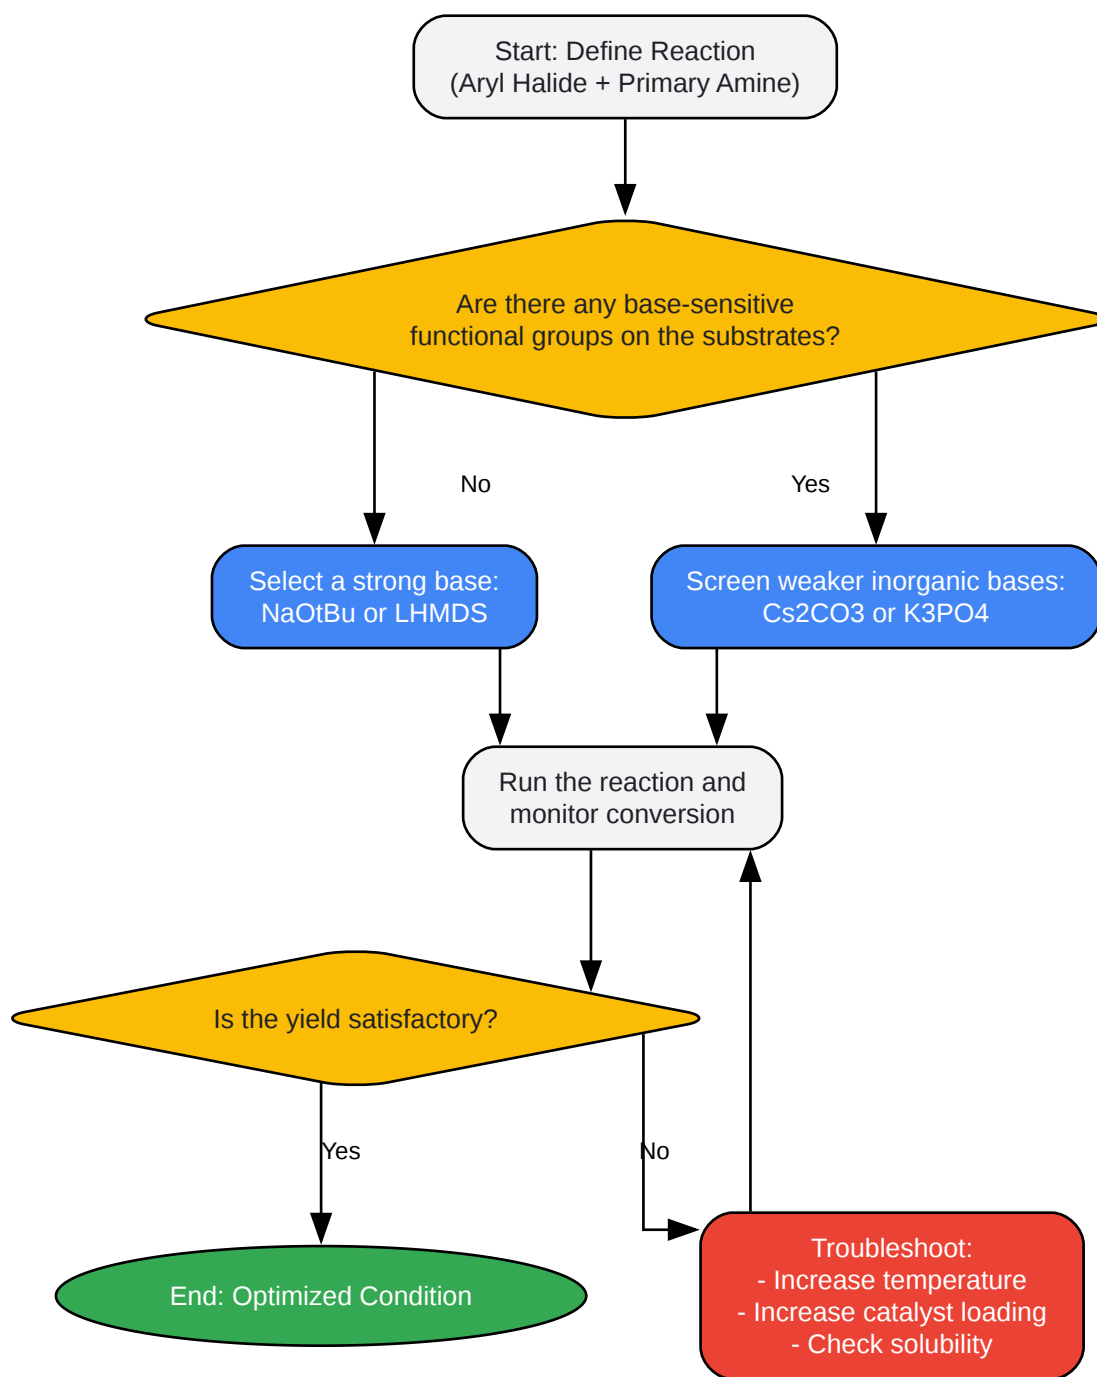 Start: Define Reaction
(Aryl Halide + Primary Amine)
Are there any base-sensitive
functional groups on the substrates?
No
Yes
Select a strong base:
NaOtBu or LHMDS
Screen weaker inorganic bases:
Cs2CO3 or K3PO4
Run the reaction and
monitor conversion
Is the yield satisfactory?
Yes
No
End: Optimized Condition
Troubleshoot:
- Increase temperature
- Increase catalyst loading
- Check solubility